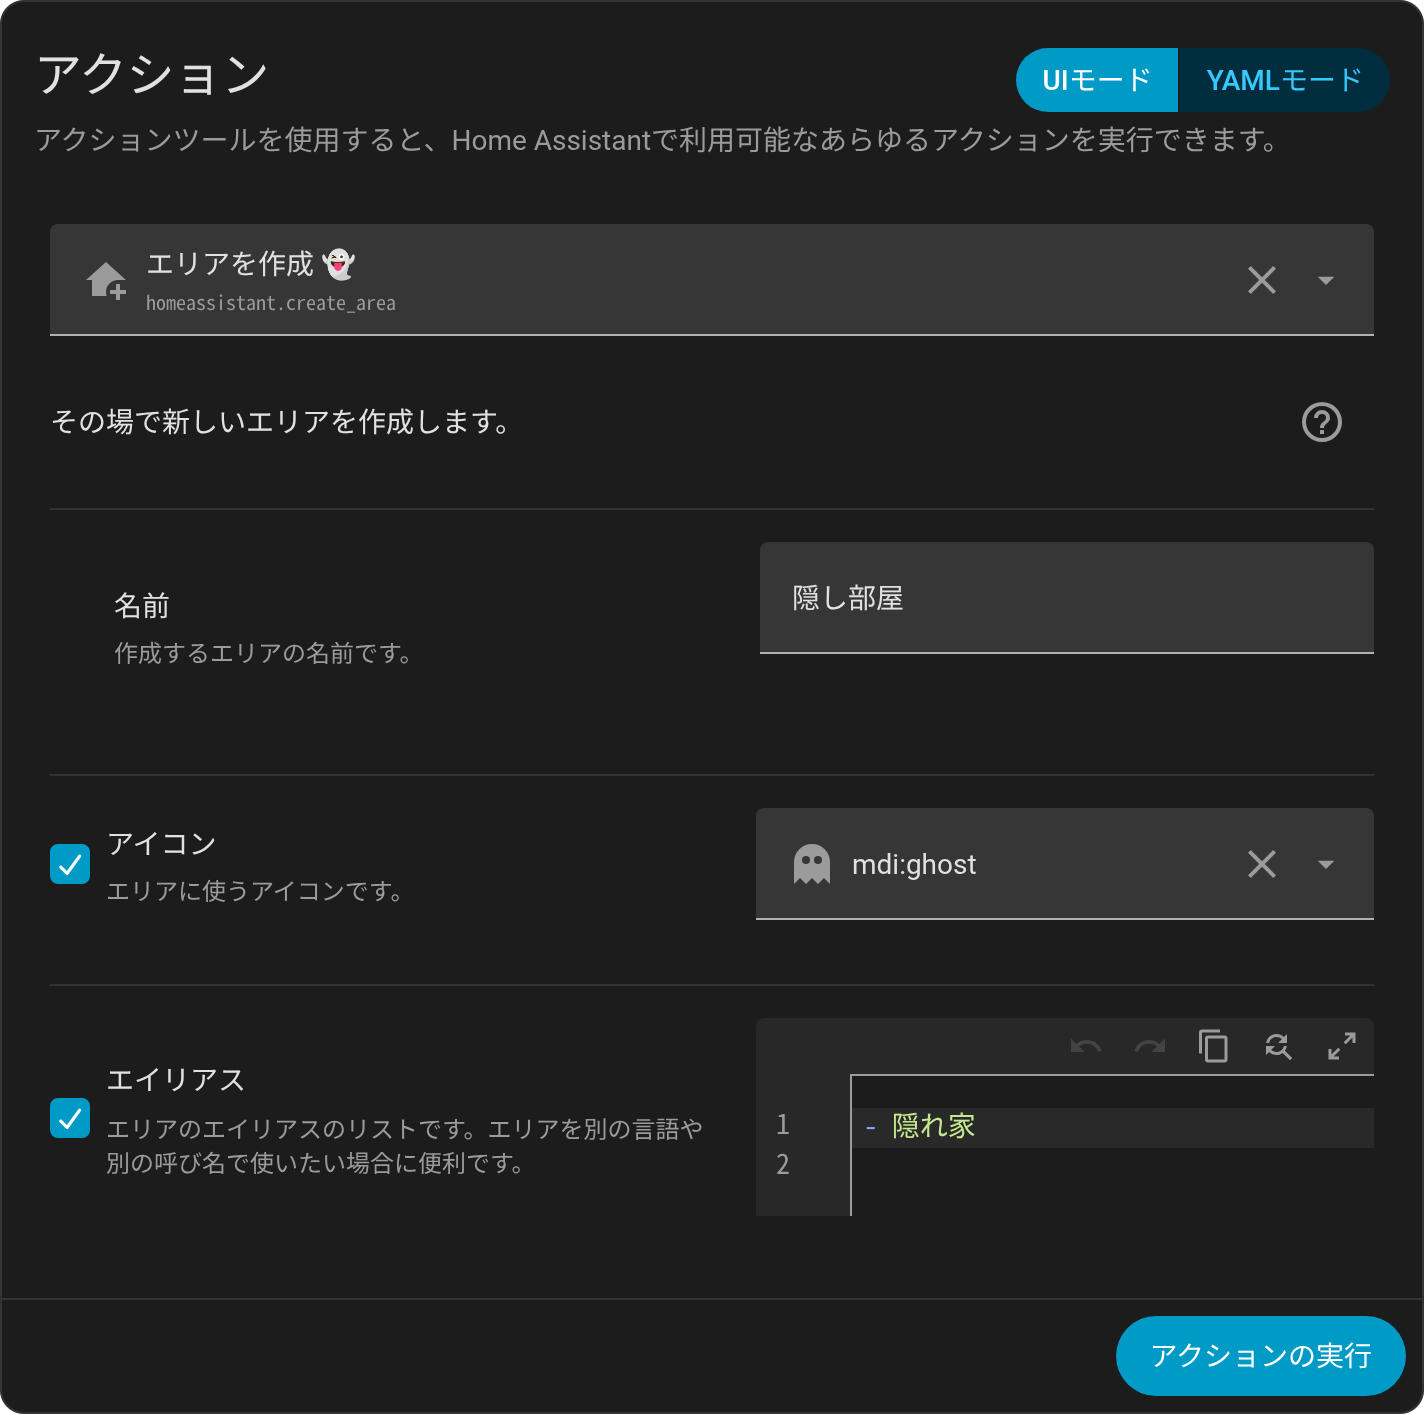 アクション
UIモード
YAMLモード
アクションツールを使用すると、Home Assistantで利用可能なあらゆるアクションを実行できます。
エリアを作成 👻
homeassistant.create_area
その場で新しいエリアを作成します。
名前
作成するエリアの名前です。
隠し部屋
アイコン
エリアに使うアイコンです。
mdi:ghost
エイリアス
エリアのエイリアスのリストです。エリアを別の言語や
別の呼び名で使いたい場合に便利です。
1
- 隠れ家
2
アクションの実行